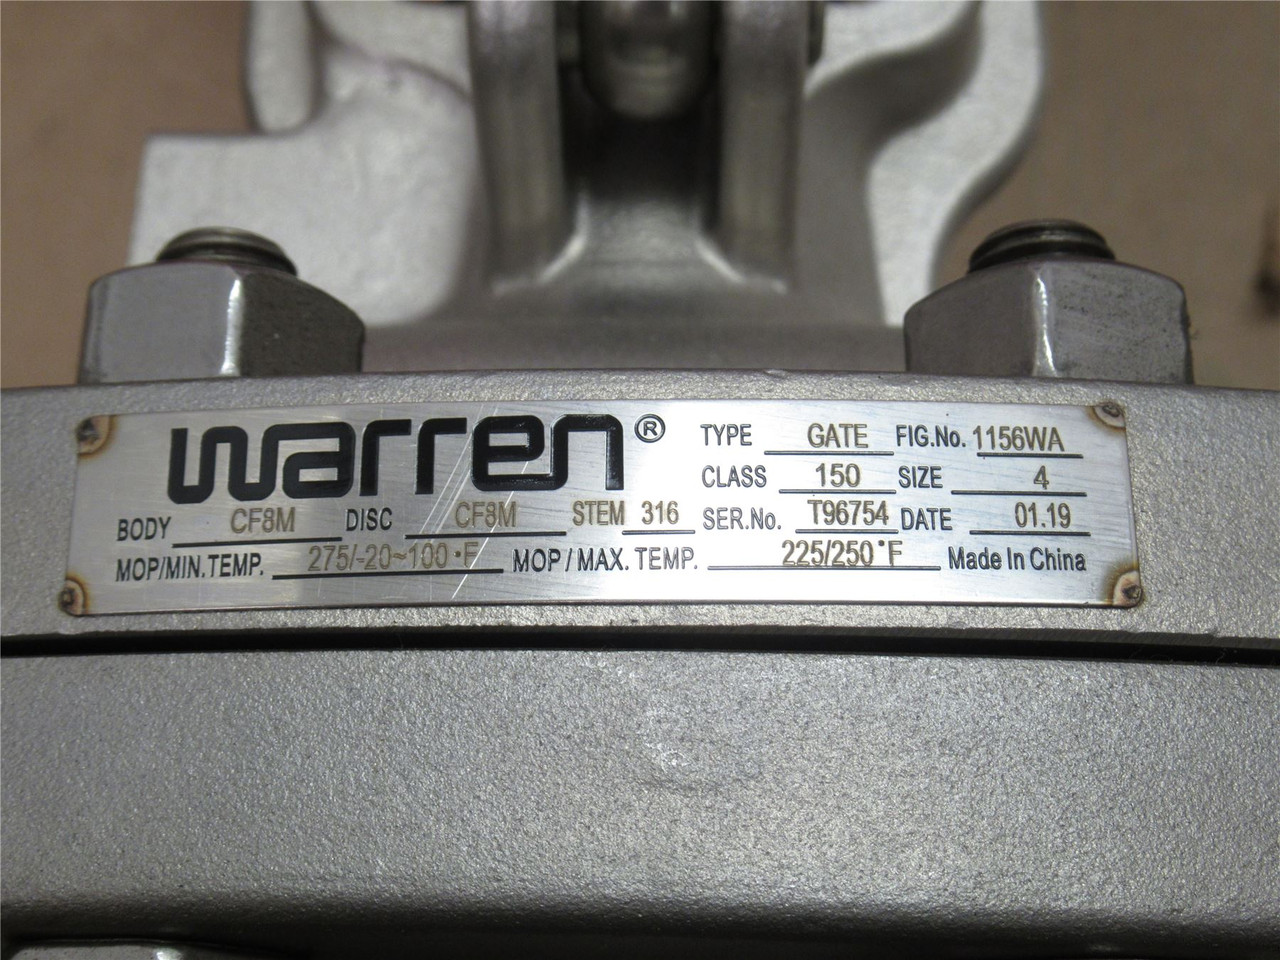 warren® TYPE GATE FIG.No. 1156WA
CLASS 150 SIZE 4
BODY CF8M DISC CF8M STEM 316 SER.No. T96754 DATE 01.19
MOP/MIN.TEMP. 275/-20~100·F MOP/MAX. TEMP. 225/250°F Made In China